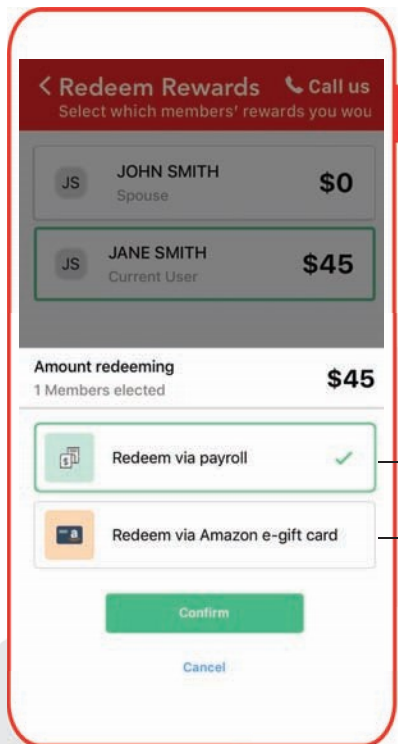 < Redeem Rewards Call us
Select which members' rewards you wou
JS JOHN SMITH $0
Spouse
JS JANE SMITH $45
Current User
Amount redeeming $45
1 Members elected
$ Redeem via payroll
a Redeem via Amazon e-gift card
Confirm
Cancel